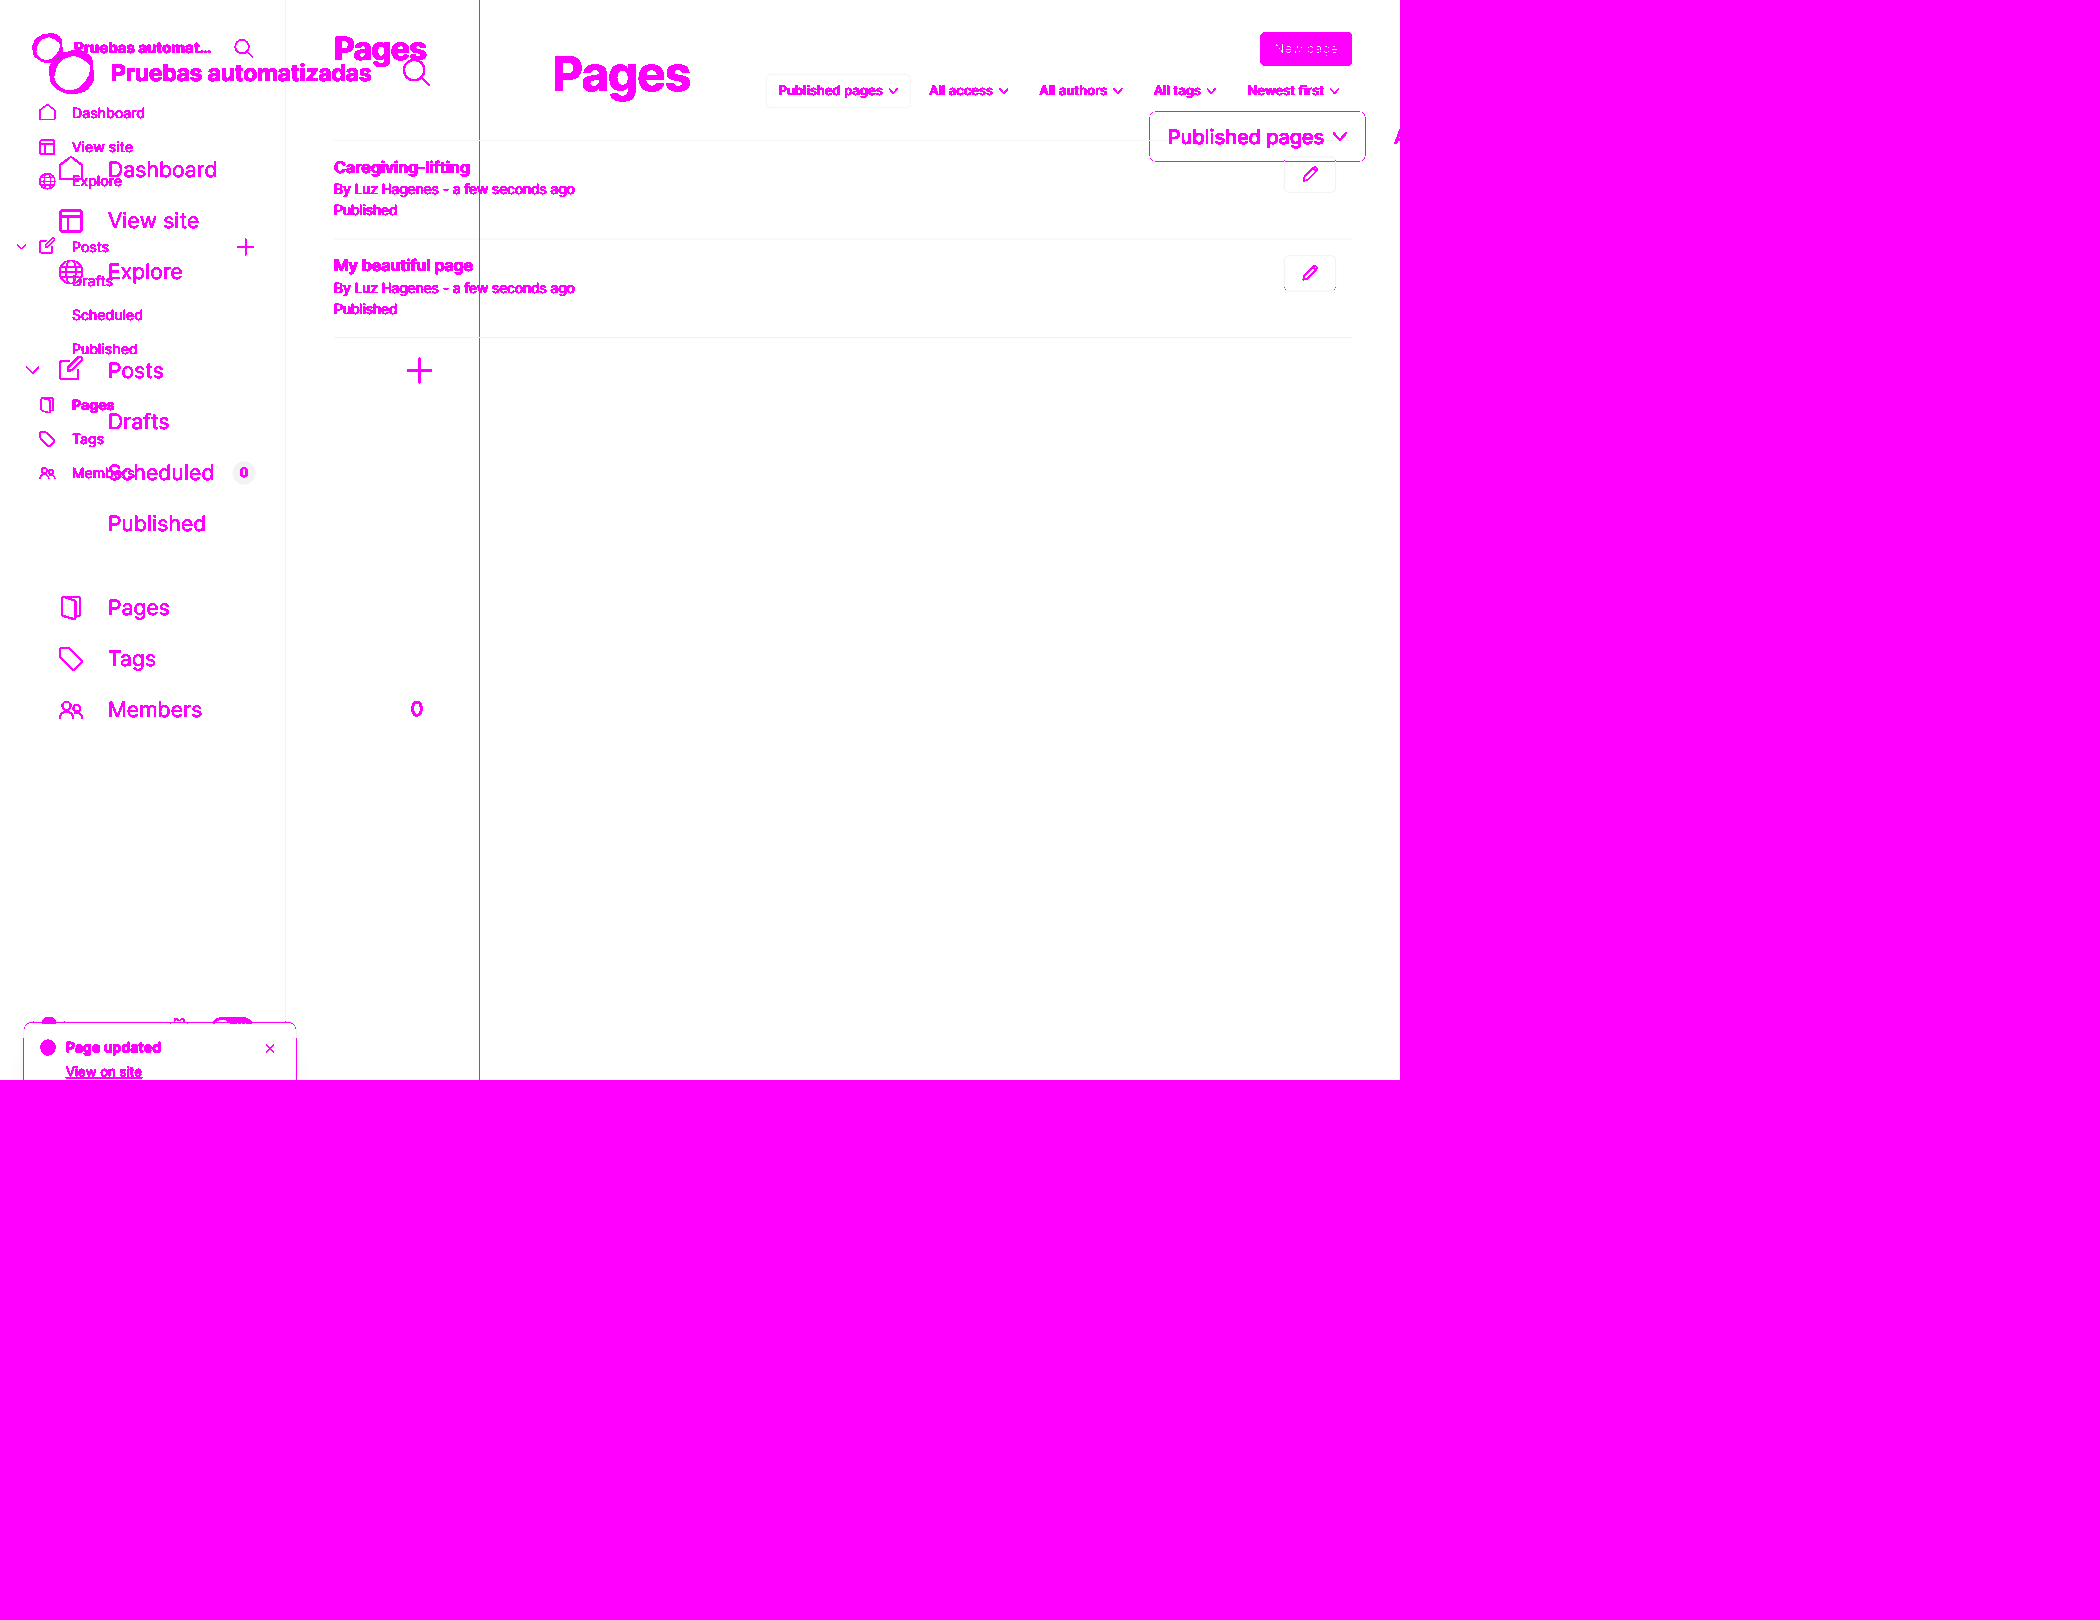 Pruebas automat...
Pages
New page
Pruebas automatizadas
Pages
Published pages
All access
All authors
All tags
Newest first
Dashboard
Published pages
View site
Dashboard
Caregiving-lifting
Explore
By Luz Hagenes - a few seconds ago
Published
View site
Posts
Explore
My beautiful page
Drafts
By Luz Hagenes - a few seconds ago
Published
Scheduled
Published
Posts
Pages
Drafts
Tags
Members
0
Scheduled
Published
Pages
Tags
Members
0
Page updated
View on site